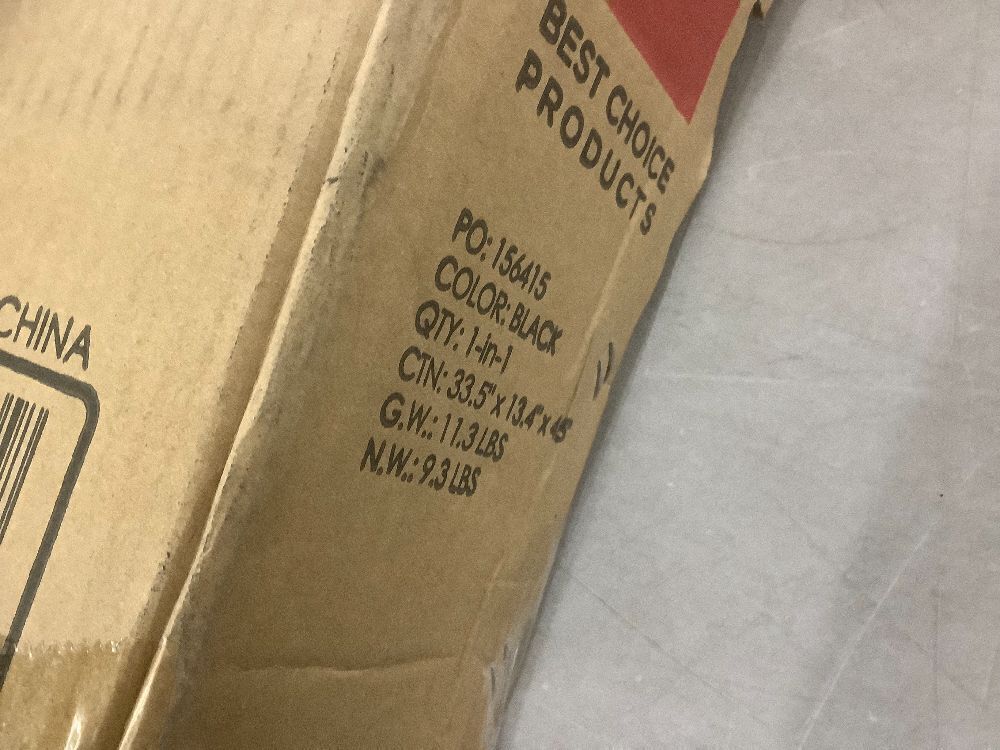 BEST CHOICE
PRODUCTS
PO: 156415
COLOR: BLACK
QTY: 1-in-1
CTN: 33.5" x 13.4" x 45"
G.W.: 11.3 LBS
N.W.: 9.3 LBS
CHINA